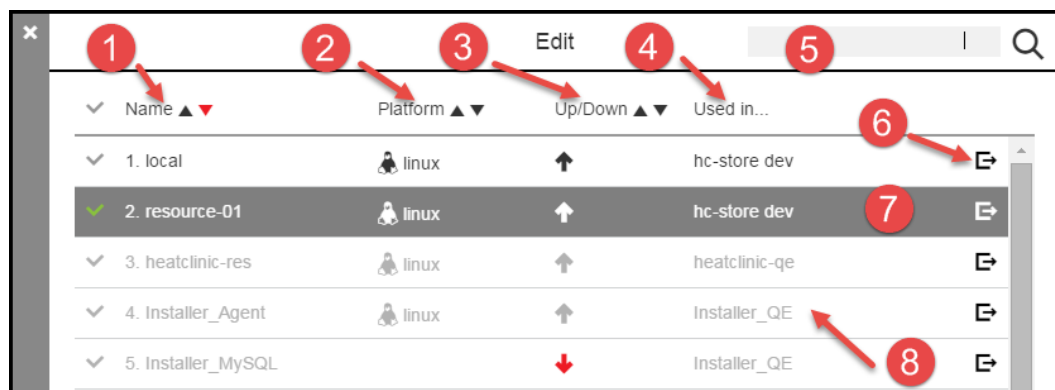 × 1 2 Edit 3 4 5
Name ▲ ▼ Platform ▲ ▼ Up/Down ▲ ▼ Used in...
6
1. local linux hc-store dev
2. resource-01 linux hc-store dev 7
3. heatclinic-res linux heatclinic-qe
4. Installer_Agent linux Installer_QE
8
5. Installer_MySQL Installer_QE